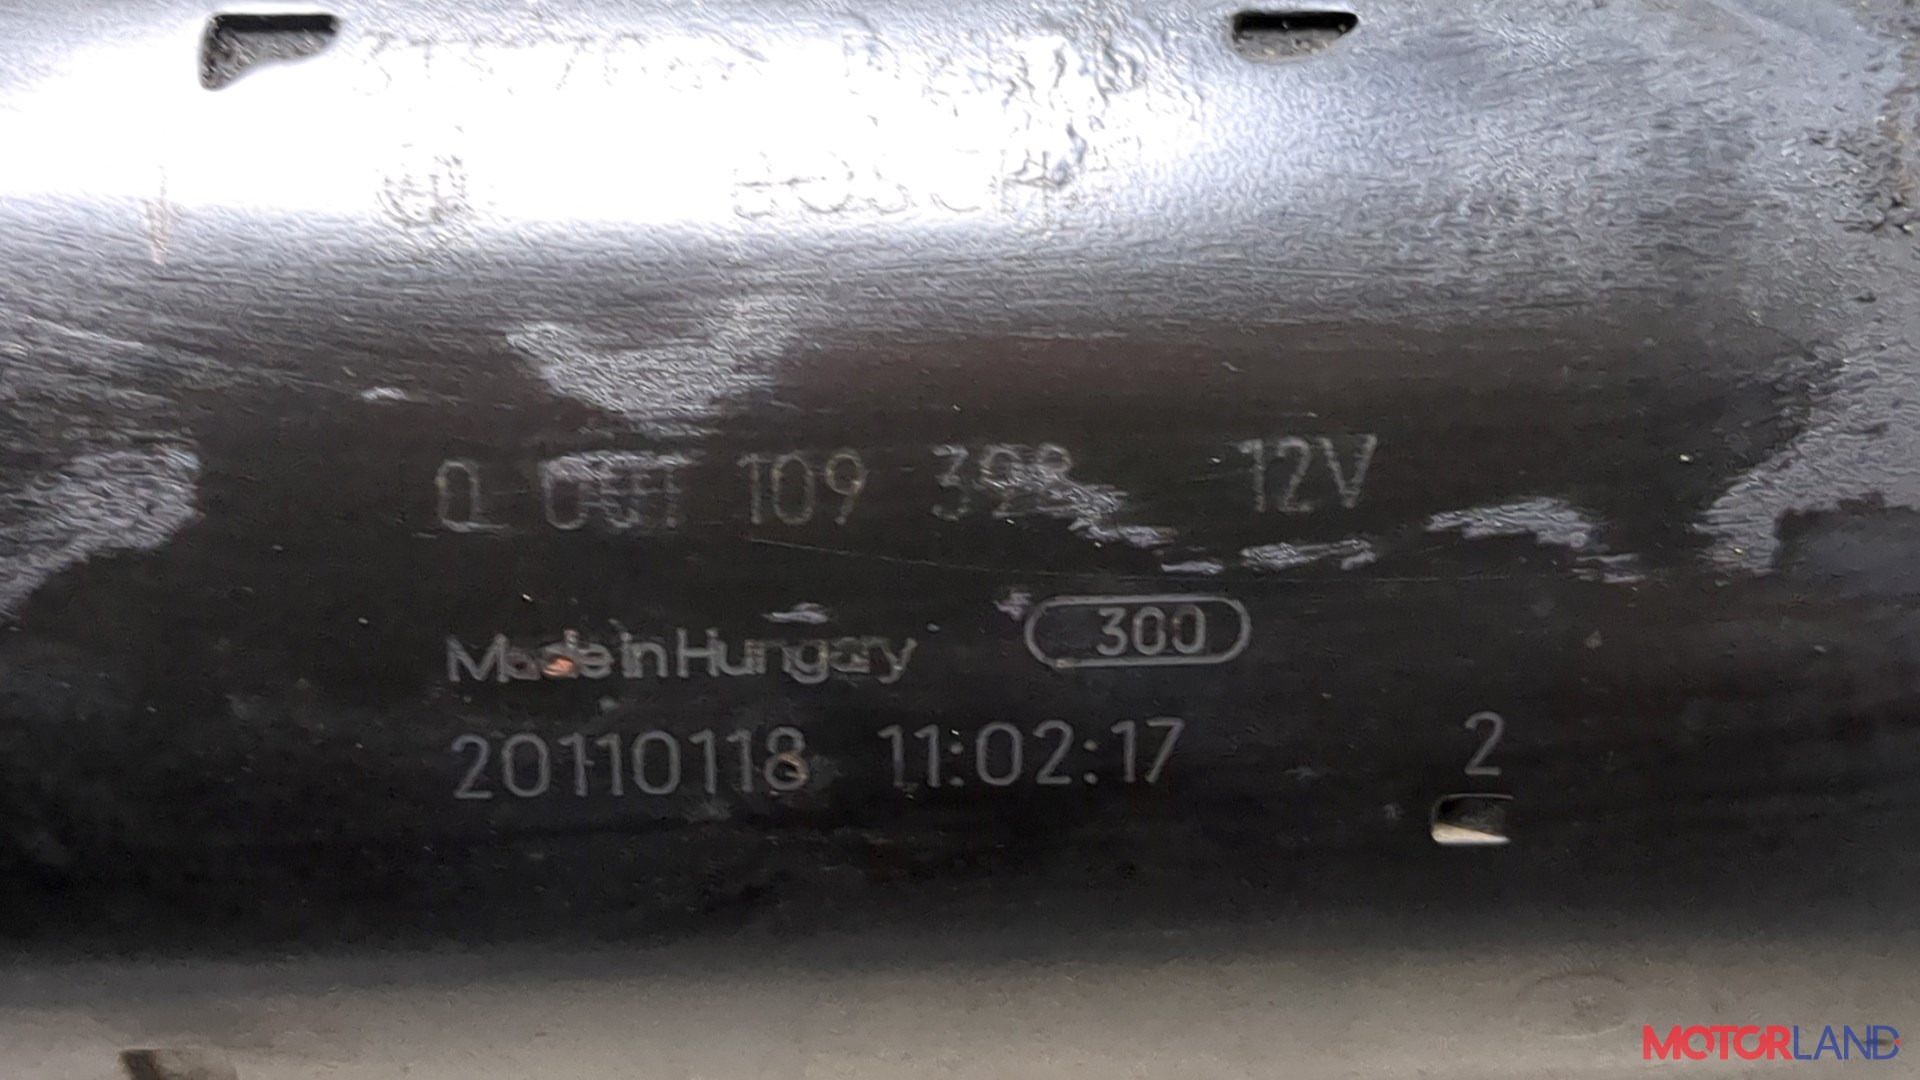 BOSCH
0 001 109 398 12V
Made in Hungary 300
20110118 11:02:17 2
MOTORLAND